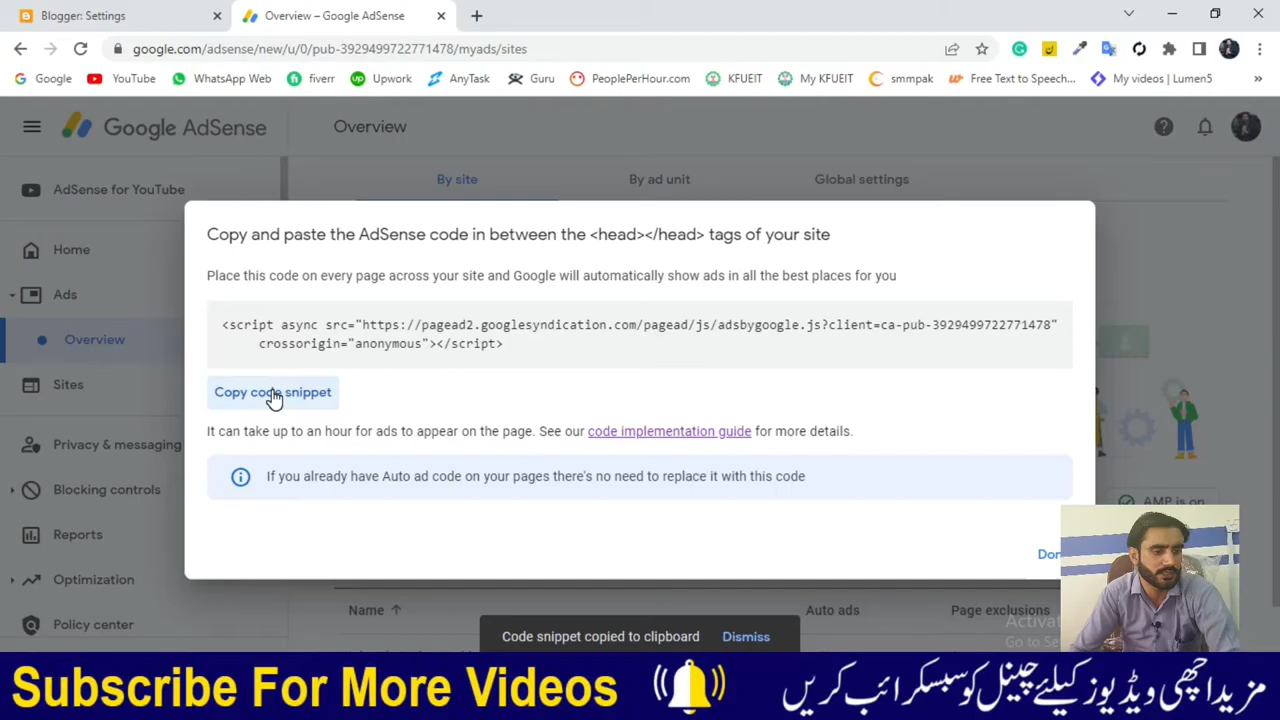 Blogger: Settings
Overview – Google AdSense
google.com/adsense/new/u/0/pub-3929499722771478/myads/sites
Google YouTube WhatsApp Web fiverr Upwork AnyTask Guru PeoplePerHour.com KFUEIT My KFUEIT smmpak Free Text to Speech... My videos | Lumen5 »
Google AdSense
Overview
AdSense for YouTube
By site By ad unit Global settings
Home
Ads
Overview
Sites
Privacy & messaging
Blocking controls
Reports
Optimization
Policy center
Copy and paste the AdSense code in between the <head></head> tags of your site
Place this code on every page across your site and Google will automatically show ads in all the best places for you
<script async src="https://pagead2.googlesyndication.com/pagead/js/adsbygoogle.js?client=ca-pub-3929499722771478"
crossorigin="anonymous"></script>
Copy code snippet
It can take up to an hour for ads to appear on the page. See our code implementation guide for more details.
If you already have Auto ad code on your pages there's no need to replace it with this code
AMP is on
Don
Name Auto ads Page exclusions
Code snippet copied to clipboard Dismiss
Activat
Go to Se
Subscribe For More Videos
مزید اچھی ویڈیوز کیلئے چینل کو سبسکرائب کریں